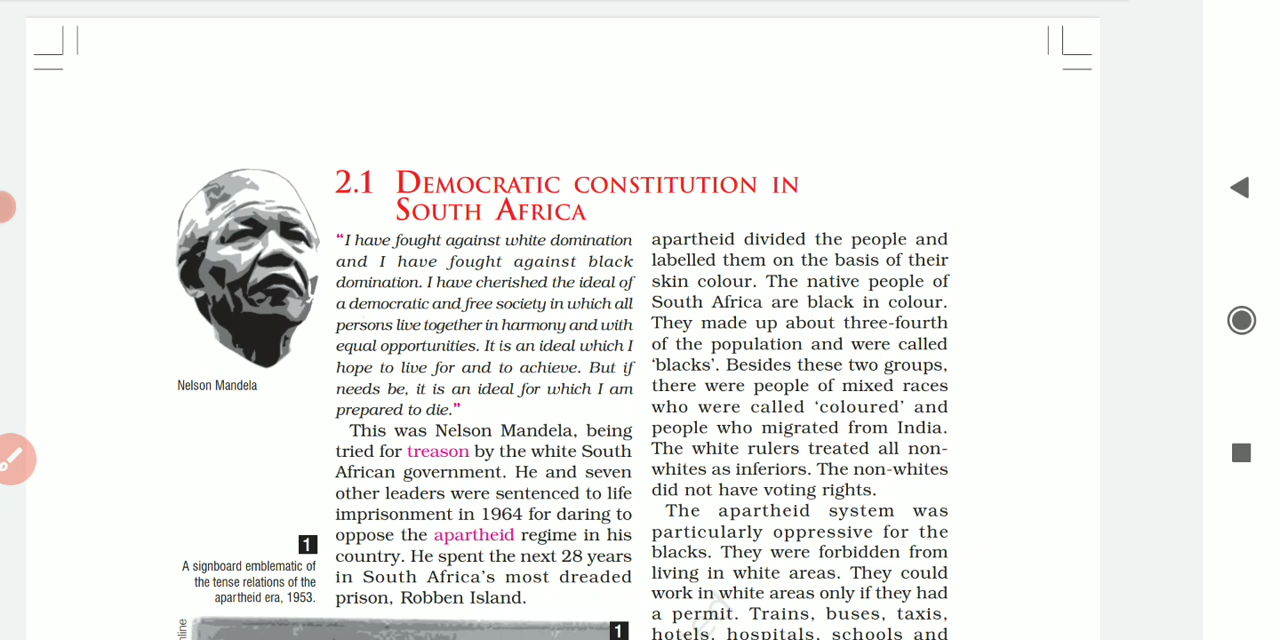 2.1 DEMOCRATIC CONSTITUTION IN
SOUTH AFRICA
Nelson Mandela
1
A signboard emblematic of
the tense relations of the
apartheid era, 1953.
"I have fought against white domination
and I have fought against black
domination. I have cherished the ideal of
a democratic and free society in which all
persons live together in harmony and with
equal opportunities. It is an ideal which I
hope to live for and to achieve. But if
needs be, it is an ideal for which I am
prepared to die."
This was Nelson Mandela, being
tried for treason by the white South
African government. He and seven
other leaders were sentenced to life
imprisonment in 1964 for daring to
oppose the apartheid regime in his
country. He spent the next 28 years
in South Africa's most dreaded
prison, Robben Island.
1
apartheid divided the people and
labelled them on the basis of their
skin colour. The native people of
South Africa are black in colour.
They made up about three-fourth
of the population and were called
'blacks'. Besides these two groups,
there were people of mixed races
who were called 'coloured' and
people who migrated from India.
The white rulers treated all non-
whites as inferiors. The non-whites
did not have voting rights.
The apartheid system was
particularly oppressive for the
blacks. They were forbidden from
living in white areas. They could
work in white areas only if they had
a permit. Trains, buses, taxis,
hotels, hospitals, schools and